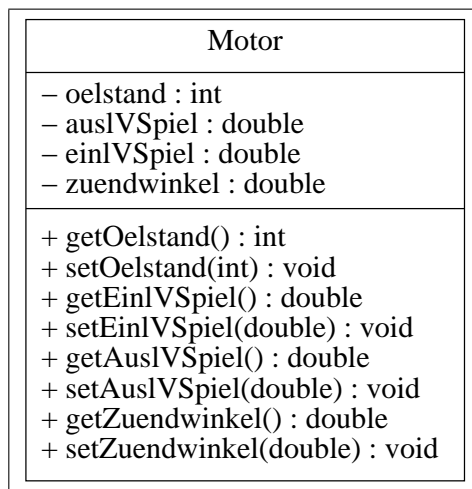 Motor
− oelstand : int
− auslVSpiel : double
− einlVSpiel : double
− zuendwinkel : double
+ getOelstand() : int
+ setOelstand(int) : void
+ getEinlVSpiel() : double
+ setEinlVSpiel(double) : void
+ getAuslVSpiel() : double
+ setAuslVSpiel(double) : void
+ getZuendwinkel() : double
+ setZuendwinkel(double) : void